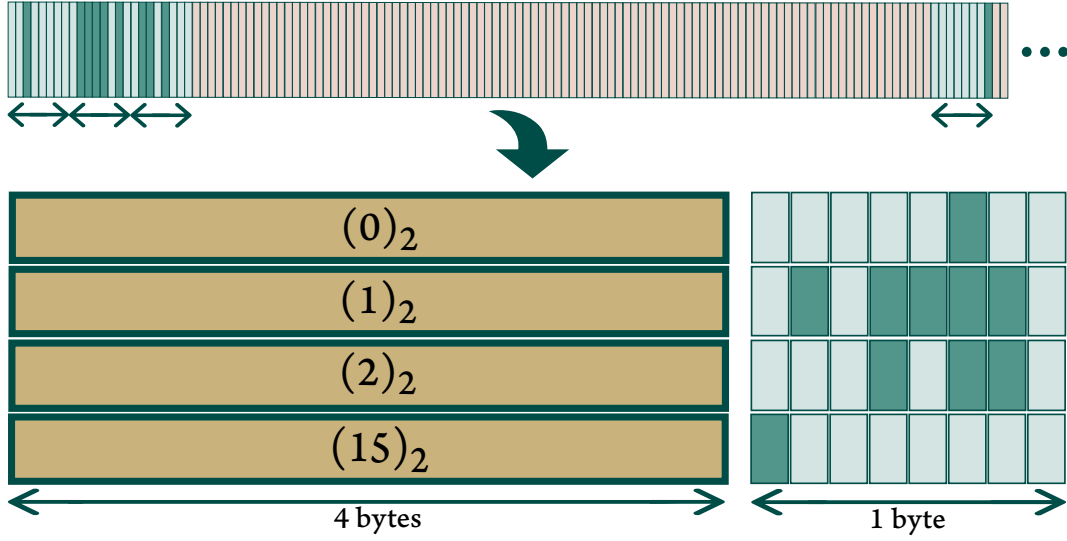 (0)₂
(1)₂
(2)₂
(15)₂
4 bytes
1 byte